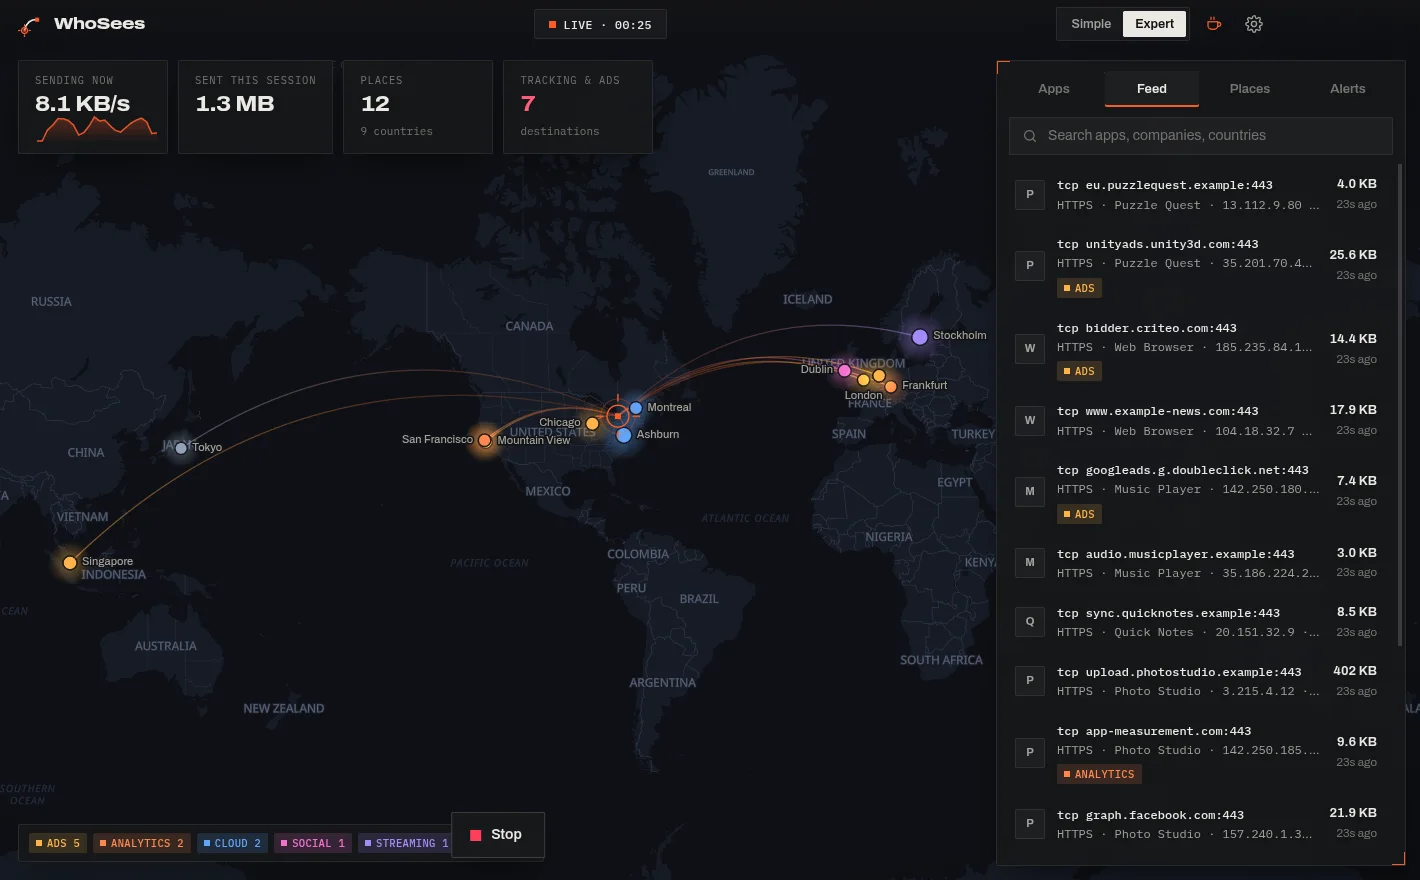 WhoSees
LIVE · 00:25
Simple
Expert
SENDING NOW
8.1 KB/s
SENT THIS SESSION
1.3 MB
PLACES
12
9 countries
TRACKING & ADS
7
destinations
Apps
Feed
Places
Alerts
Search apps, companies, countries
tcp eu.puzzlequest.example:443
4.0 KB
HTTPS · Puzzle Quest · 13.112.9.80 …
23s ago
tcp unityads.unity3d.com:443
25.6 KB
HTTPS · Puzzle Quest · 35.201.70.4…
23s ago
ADS
tcp bidder.criteo.com:443
14.4 KB
HTTPS · Web Browser · 185.235.84.1…
23s ago
ADS
tcp www.example-news.com:443
17.9 KB
HTTPS · Web Browser · 104.18.32.7 …
23s ago
tcp googleads.g.doubleclick.net:443
7.4 KB
HTTPS · Music Player · 142.250.180.…
23s ago
ADS
tcp audio.musicplayer.example:443
3.0 KB
HTTPS · Music Player · 35.186.224.2…
23s ago
tcp sync.quicknotes.example:443
8.5 KB
HTTPS · Quick Notes · 20.151.32.9 ·…
23s ago
tcp upload.photostudio.example:443
402 KB
HTTPS · Photo Studio · 3.215.4.12 ·…
23s ago
tcp app-measurement.com:443
9.6 KB
HTTPS · Photo Studio · 142.250.185.…
23s ago
ANALYTICS
tcp graph.facebook.com:443
21.9 KB
HTTPS · Photo Studio · 157.240.1.3…
23s ago
P
P
W
W
M
M
Q
P
P
P
GREENLAND
RUSSIA
ICELAND
CANADA
Stockholm
UNITED KINGDOM
Dublin
Frankfurt
London
FRANCE
Montreal
Chicago
UNITED STATES
Ashburn
San Francisco
Mountain View
SPAIN
TURKEY
Tokyo
CHINA
EGYPT
MEXICO
VIETNAM
ATLANTIC OCEAN
NIGERIA
COLOMBIA
PACIFIC OCEAN
KENYA
Singapore
INDONESIA
PERU
BRAZIL
AUSTRALIA
SOUTH AFRICA
ARGENTINA
NEW ZEALAND
SOUTHERN
OCEAN
ADS 5
ANALYTICS 2
CLOUD 2
SOCIAL 1
STREAMING 1
Stop